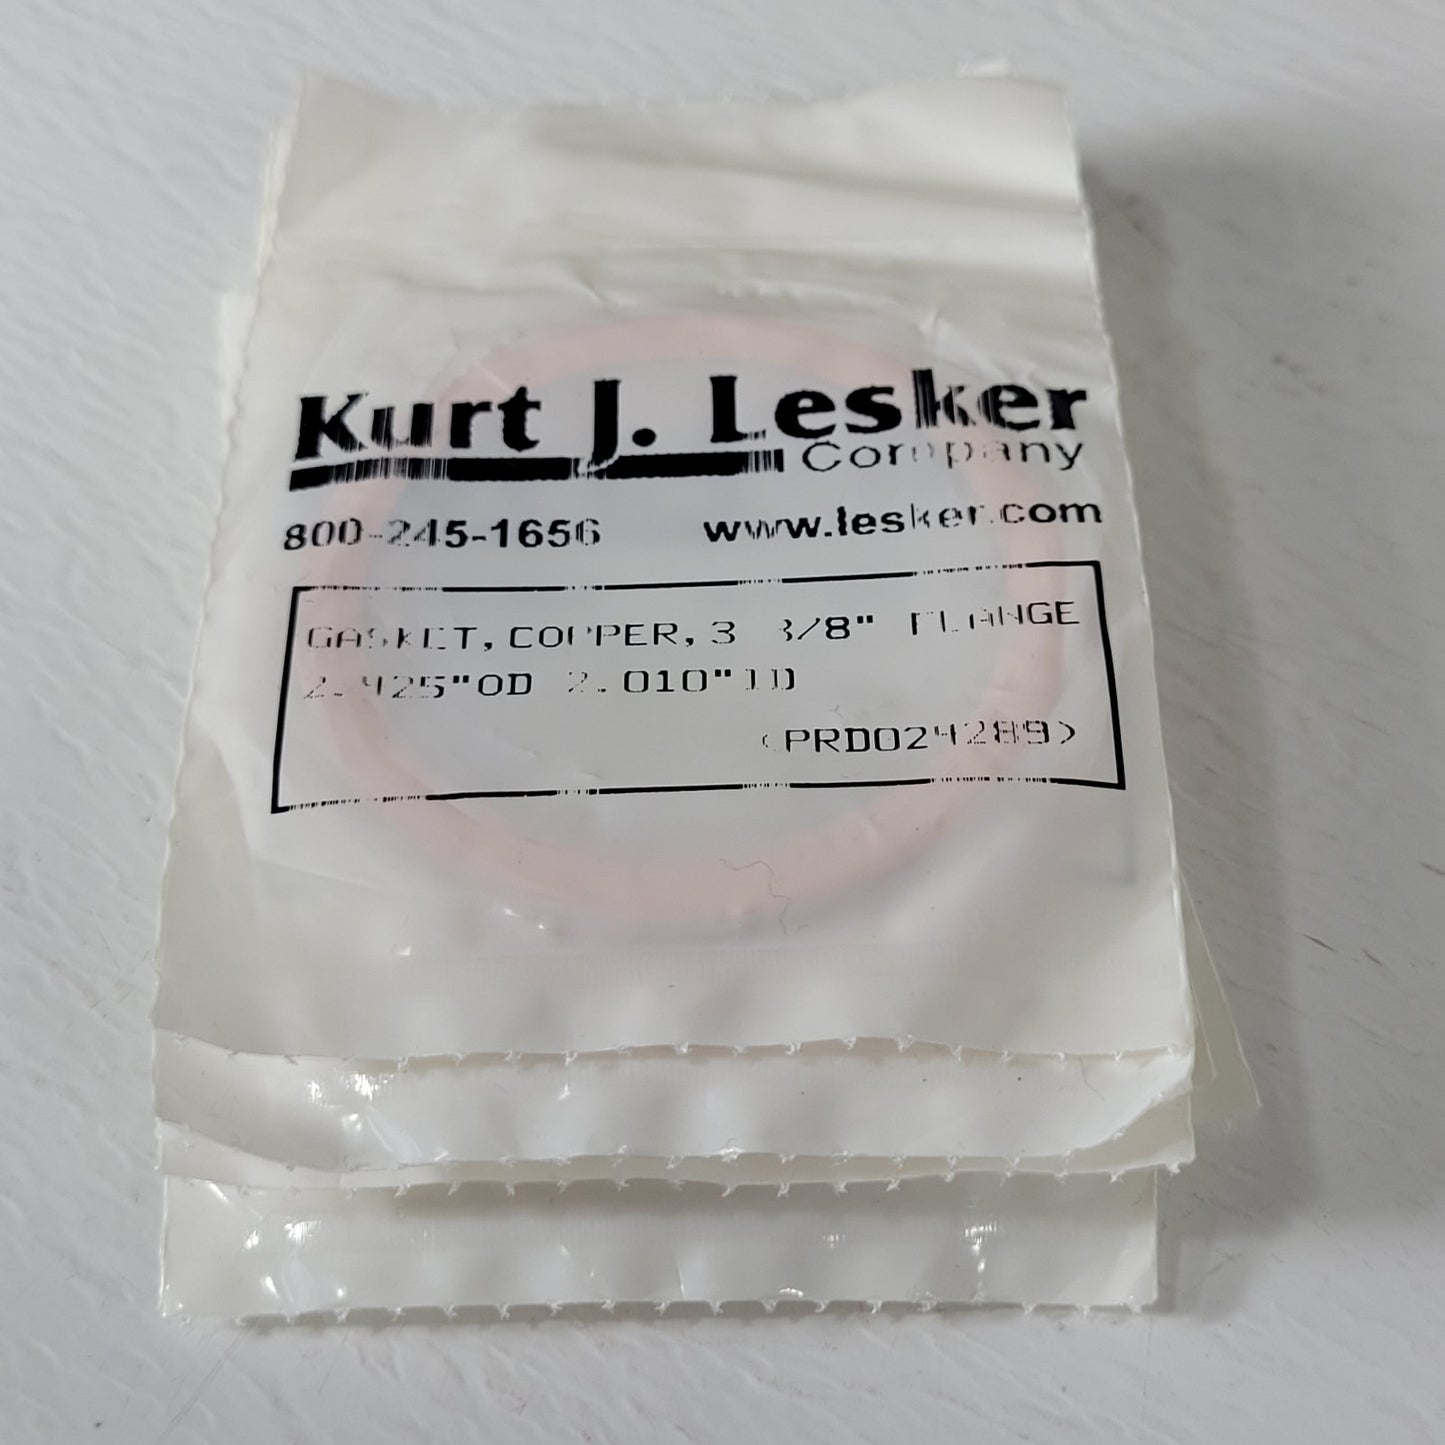 Kurt J. Lesker
Company
800-245-1656 www.lesker.com
GASKET, COPPER, 3 3/8" FLANGE
2.425"OD 2.010"ID
(PRD024289)